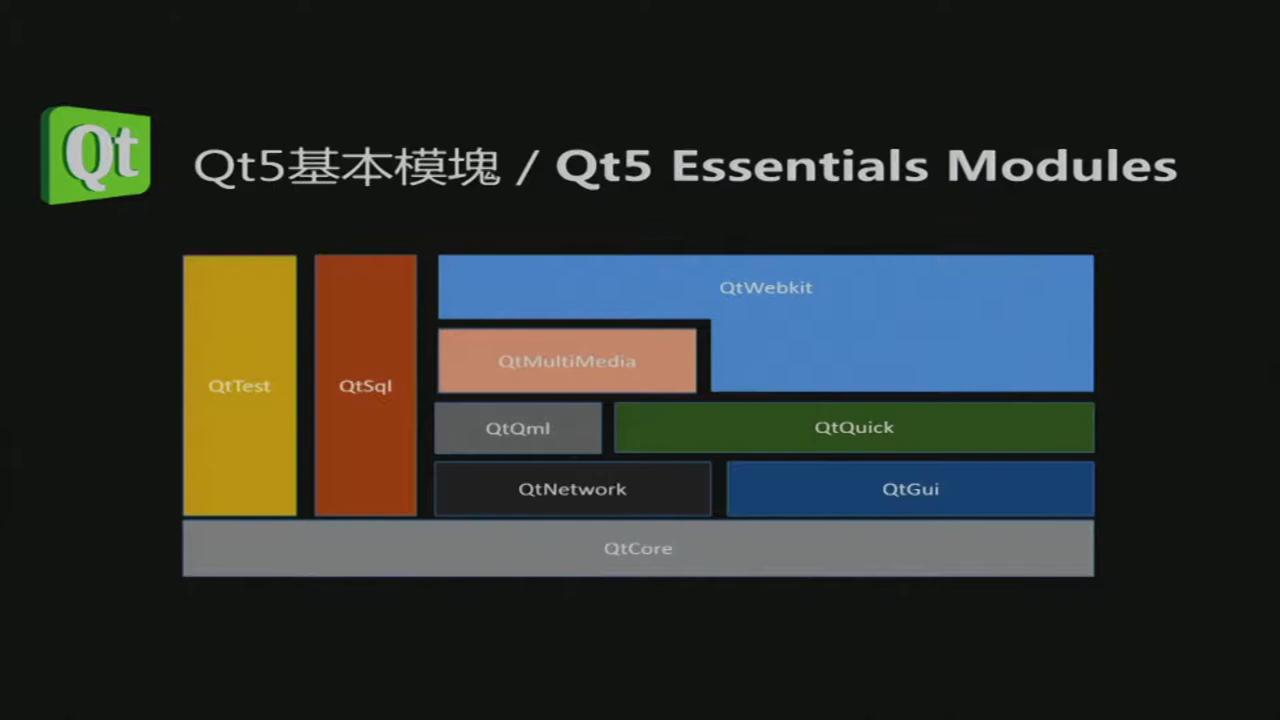 Qt
Qt5基本模塊 / Qt5 Essentials Modules
QtWebkit
QtMultiMedia
QtTest
QtSql
QtQml
QtQuick
QtNetwork
QtGui
QtCore